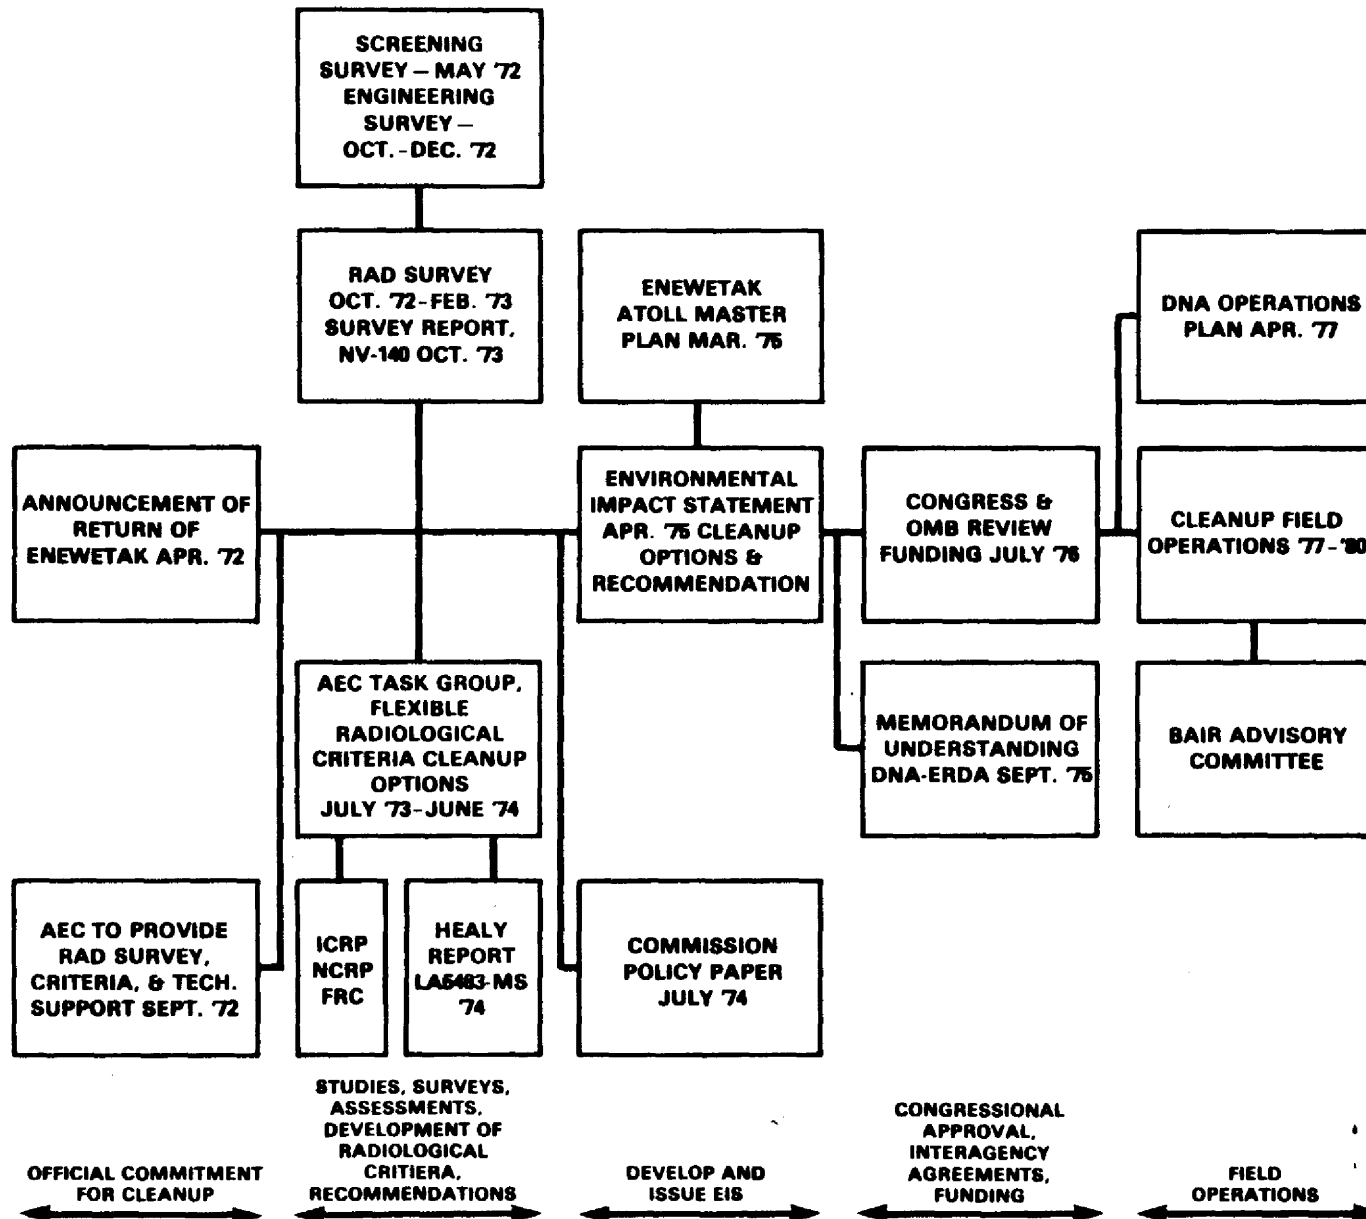 SCREENING
SURVEY – MAY '72
ENGINEERING
SURVEY –
OCT. - DEC. '72
RAD SURVEY
OCT. '72 - FEB. '73
SURVEY REPORT,
NV-140 OCT. '73
ENEWETAK
ATOLL MASTER
PLAN MAR. '75
DNA OPERATIONS
PLAN APR. '77
ANNOUNCEMENT OF
RETURN OF
ENEWETAK APR. '72
ENVIRONMENTAL
IMPACT STATEMENT
APR. '75 CLEANUP
OPTIONS &
RECOMMENDATION
CONGRESS &
OMB REVIEW
FUNDING JULY '76
CLEANUP FIELD
OPERATIONS '77 - '80
AEC TASK GROUP,
FLEXIBLE
RADIOLOGICAL
CRITERIA CLEANUP
OPTIONS
JULY '73 - JUNE '74
MEMORANDUM OF
UNDERSTANDING
DNA-ERDA SEPT. '75
BAIR ADVISORY
COMMITTEE
AEC TO PROVIDE
RAD SURVEY,
CRITERIA, & TECH.
SUPPORT SEPT. '72
ICRP
NCRP
FRC
HEALY
REPORT
LA5483-MS
'74
COMMISSION
POLICY PAPER
JULY '74
OFFICIAL COMMITMENT
FOR CLEANUP
STUDIES, SURVEYS,
ASSESSMENTS,
DEVELOPMENT OF
RADIOLOGICAL
CRITIERA,
RECOMMENDATIONS
DEVELOP AND
ISSUE EIS
CONGRESSIONAL
APPROVAL,
INTERAGENCY
AGREEMENTS,
FUNDING
FIELD
OPERATIONS